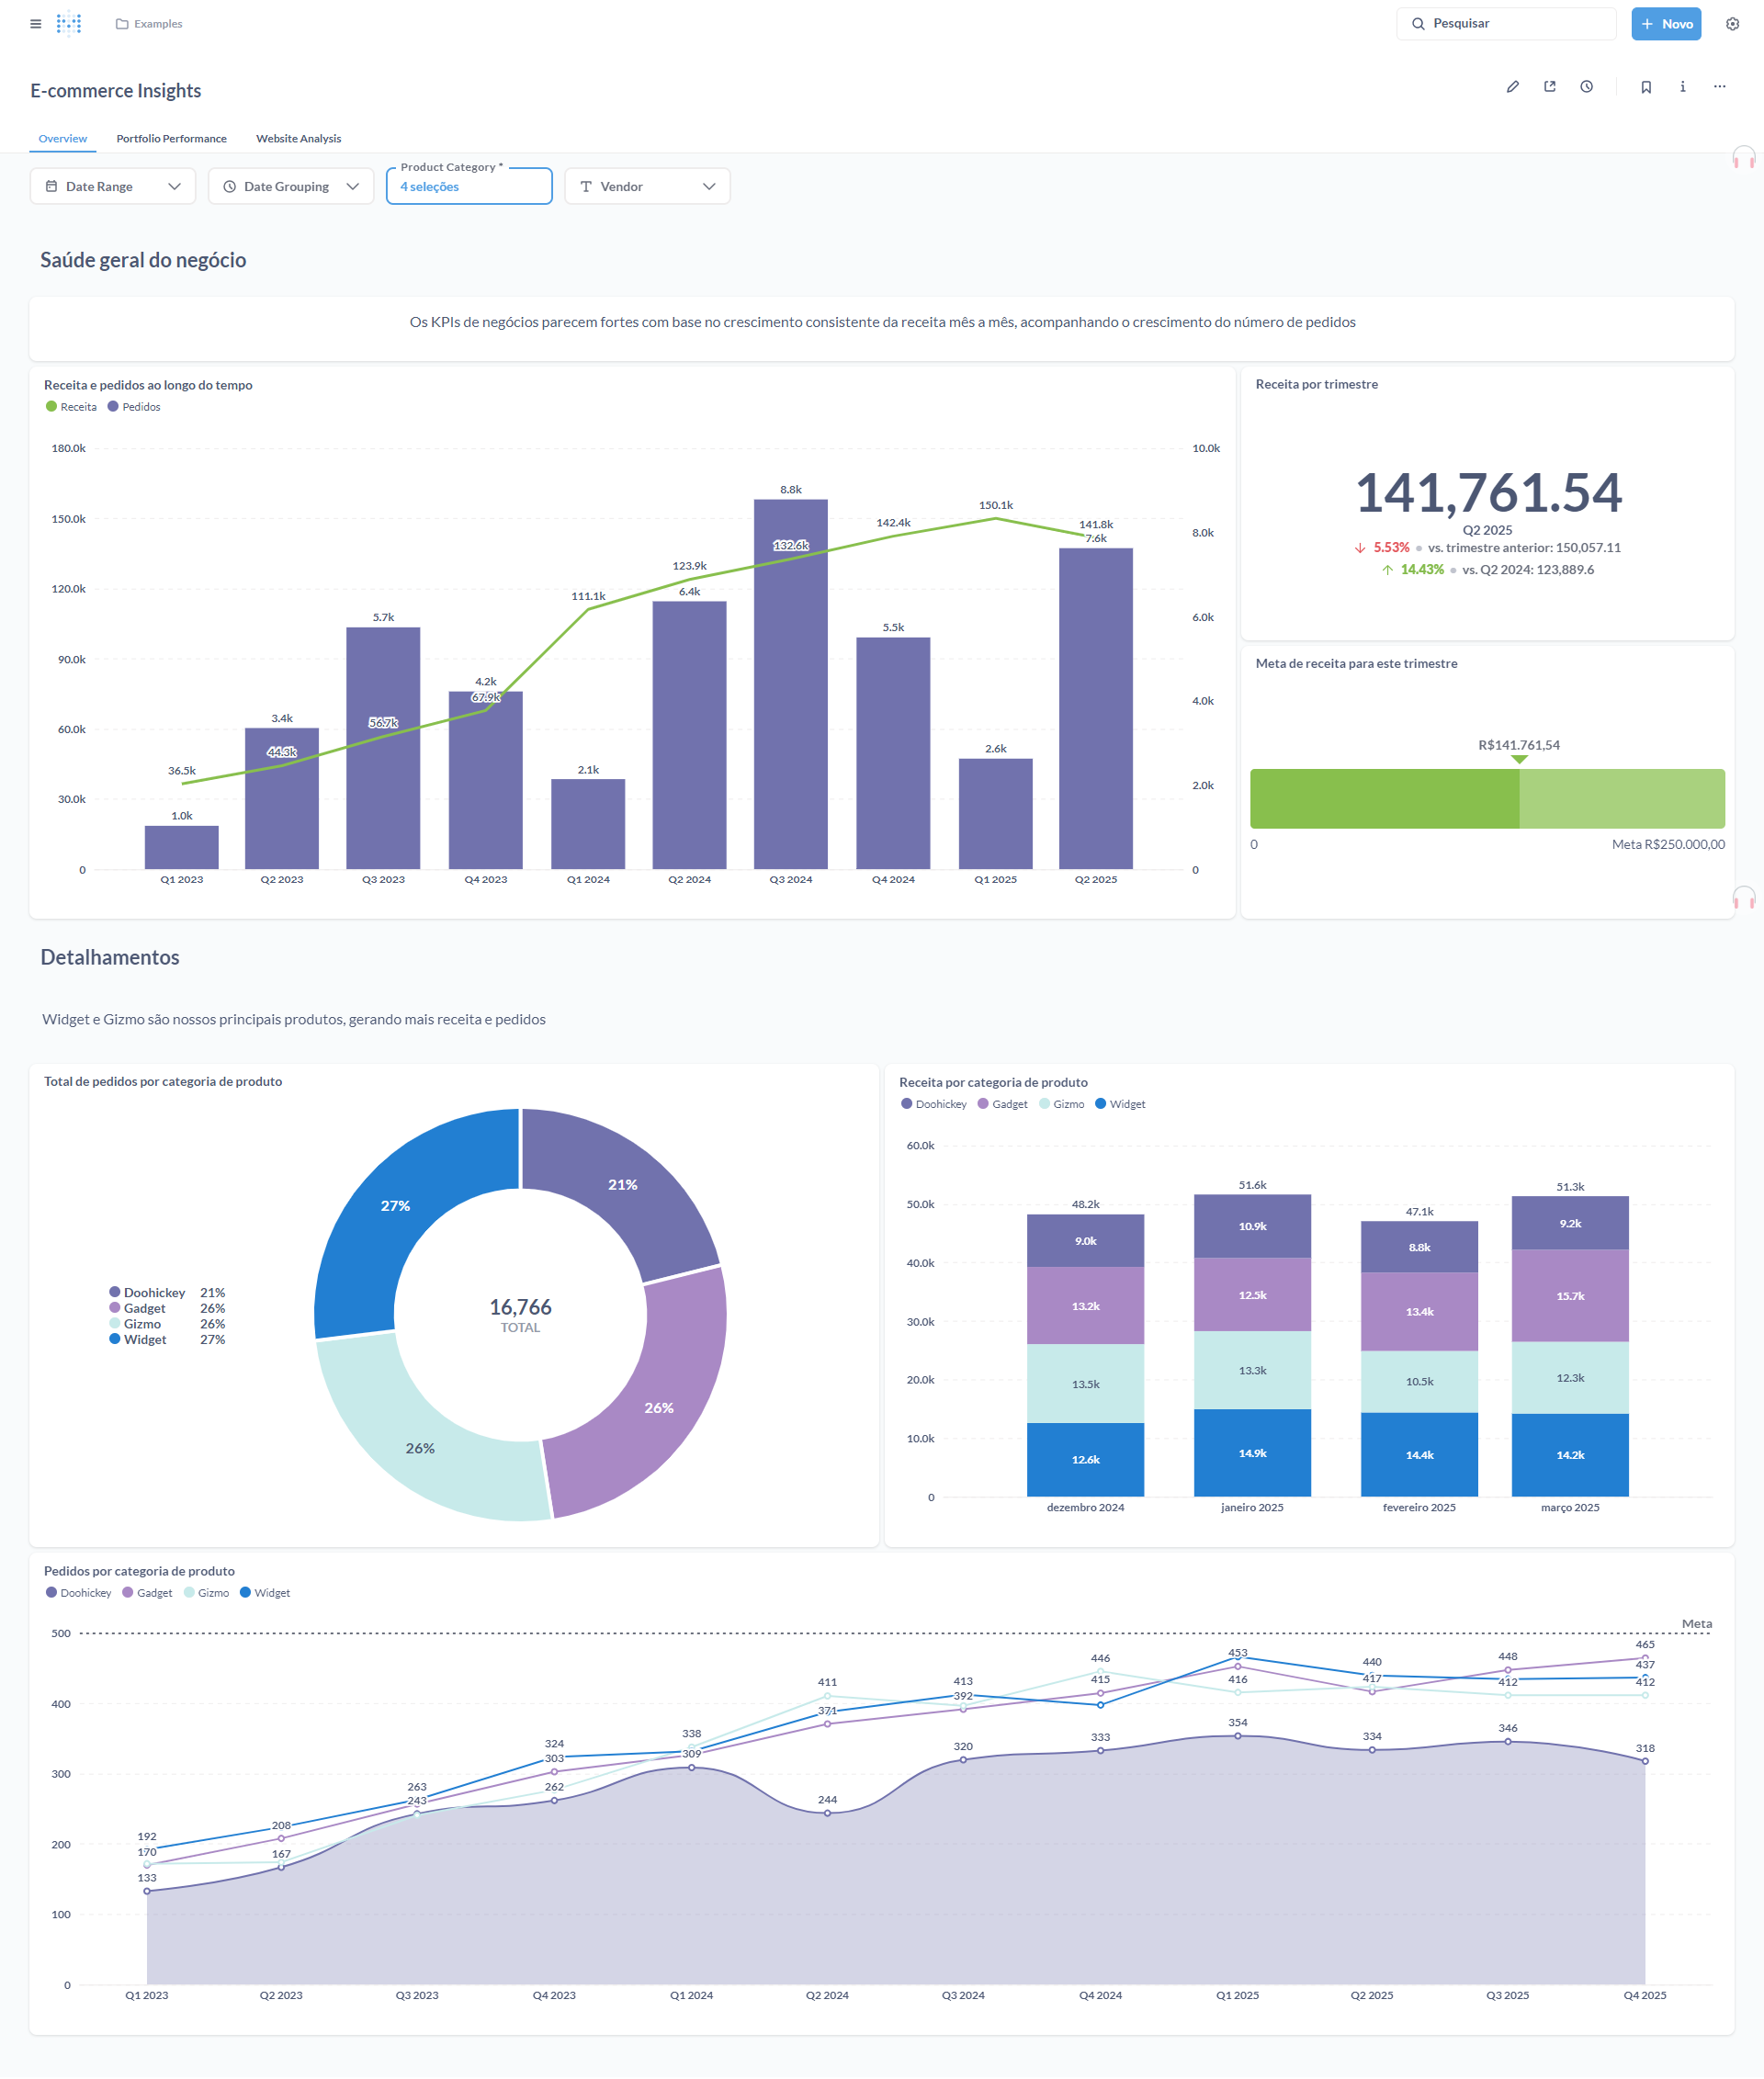 Examples
Pesquisar
Novo
E-commerce Insights
Overview
Portfolio Performance
Website Analysis
Date Range
Date Grouping
Product Category *
4 seleções
Vendor
Saúde geral do negócio
Os KPIs de negócios parecem fortes com base no crescimento consistente da receita mês a mês, acompanhando o crescimento do número de pedidos
Receita e pedidos ao longo do tempo
Receita Pedidos
180.0k
150.0k
120.0k
90.0k
60.0k
30.0k
0
10.0k
8.0k
6.0k
4.0k
2.0k
0
36.5k
44.3k
56.7k
67.9k
111.1k
123.9k
132.6k
142.4k
150.1k
141.8k
1.0k
3.4k
5.7k
4.2k
2.1k
6.4k
8.8k
5.5k
2.6k
7.6k
Q1 2023 Q2 2023 Q3 2023 Q4 2023 Q1 2024 Q2 2024 Q3 2024 Q4 2024 Q1 2025 Q2 2025
Receita por trimestre
141,761.54
Q2 2025
5.53% • vs. trimestre anterior: 150,057.11
14.43% • vs. Q2 2024: 123,889.6
Meta de receita para este trimestre
R$141.761,54
0
Meta R$250.000,00
Detalhamentos
Widget e Gizmo são nossos principais produtos, gerando mais receita e pedidos
Total de pedidos por categoria de produto
Doohickey 21%
Gadget 26%
Gizmo 26%
Widget 27%
27%
21%
26%
26%
16,766
TOTAL
Receita por categoria de produto
Doohickey Gadget Gizmo Widget
60.0k
50.0k
40.0k
30.0k
20.0k
10.0k
0
48.2k
9.0k
13.2k
13.5k
12.6k
51.6k
10.9k
12.5k
13.3k
14.9k
47.1k
8.8k
13.4k
10.5k
14.4k
51.3k
9.2k
15.7k
12.3k
14.2k
dezembro 2024 janeiro 2025 fevereiro 2025 março 2025
Pedidos por categoria de produto
Doohickey Gadget Gizmo Widget
Meta
500
400
300
200
100
0
192
170
133
208
167
263
243
324
303
262
338
309
411
371
244
413
392
320
446
415
333
453
416
354
440
417
334
448
412
346
465
437
412
318
Q1 2023 Q2 2023 Q3 2023 Q4 2023 Q1 2024 Q2 2024 Q3 2024 Q4 2024 Q1 2025 Q2 2025 Q3 2025 Q4 2025